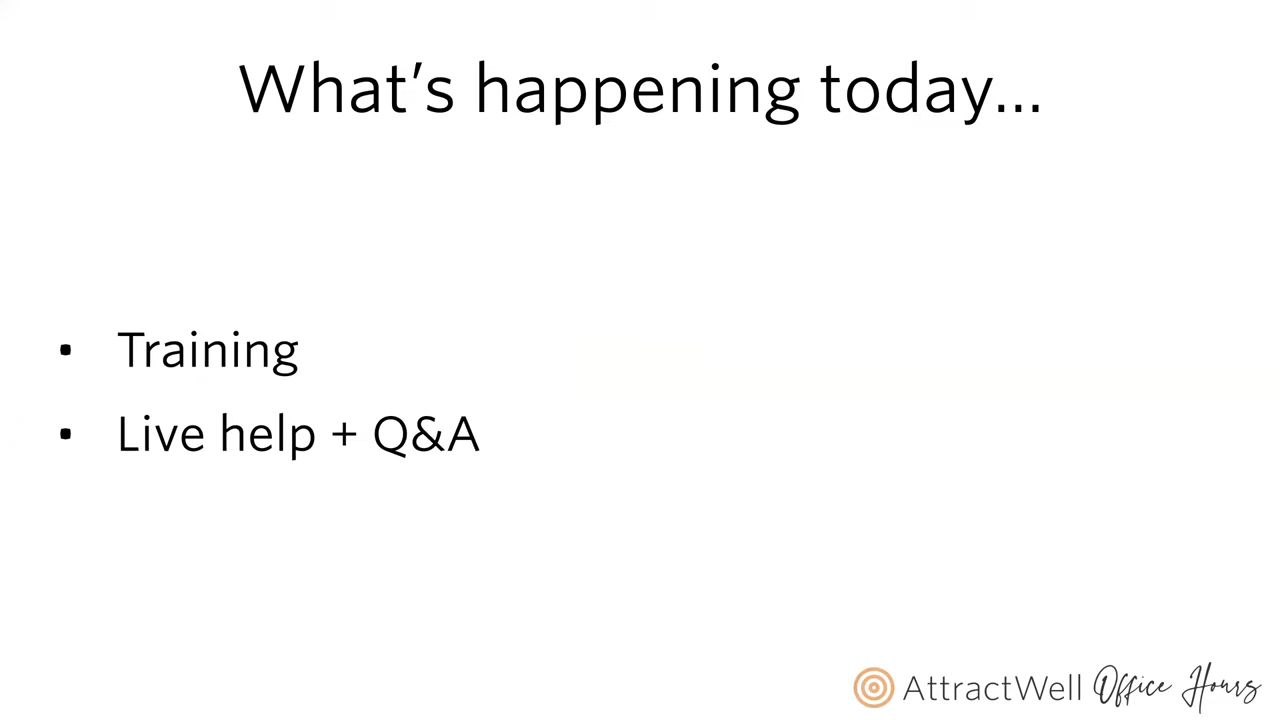 What’s happening today...
▪ Training
▪ Live help + Q&A
AttractWell Office Hours